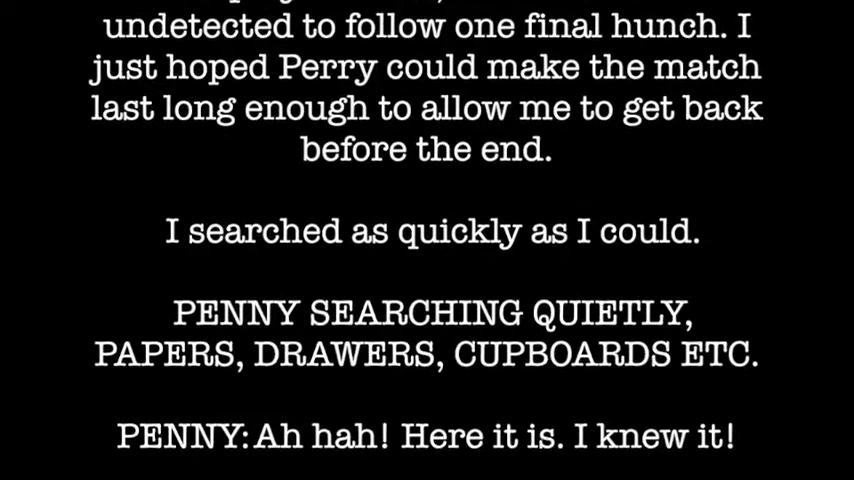 undetected to follow one final hunch. I
just hoped Perry could make the match
last long enough to allow me to get back
before the end.
I searched as quickly as I could.
PENNY SEARCHING QUIETLY,
PAPERS, DRAWERS, CUPBOARDS ETC.
PENNY: Ah hah! Here it is. I knew it!